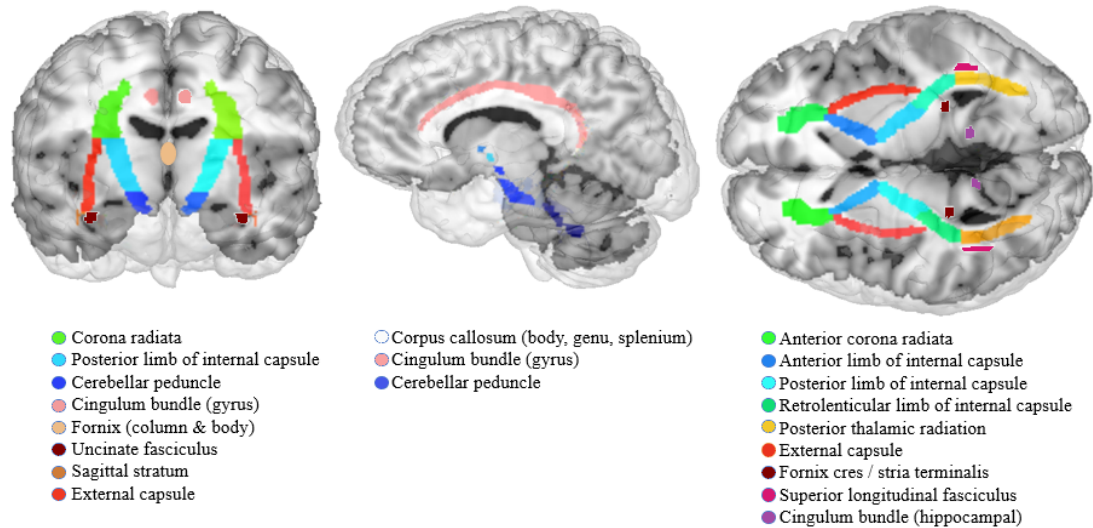 Corona radiata
Posterior limb of internal capsule
Cerebellar peduncle
Cingulum bundle (gyrus)
Fornix (column & body)
Uncinate fasciculus
Sagittal stratum
External capsule
Corpus callosum (body, genu, splenium)
Cingulum bundle (gyrus)
Cerebellar peduncle
Anterior corona radiata
Anterior limb of internal capsule
Posterior limb of internal capsule
Retrolenticular limb of internal capsule
Posterior thalamic radiation
External capsule
Fornix cres / stria terminalis
Superior longitudinal fasciculus
Cingulum bundle (hippocampal)